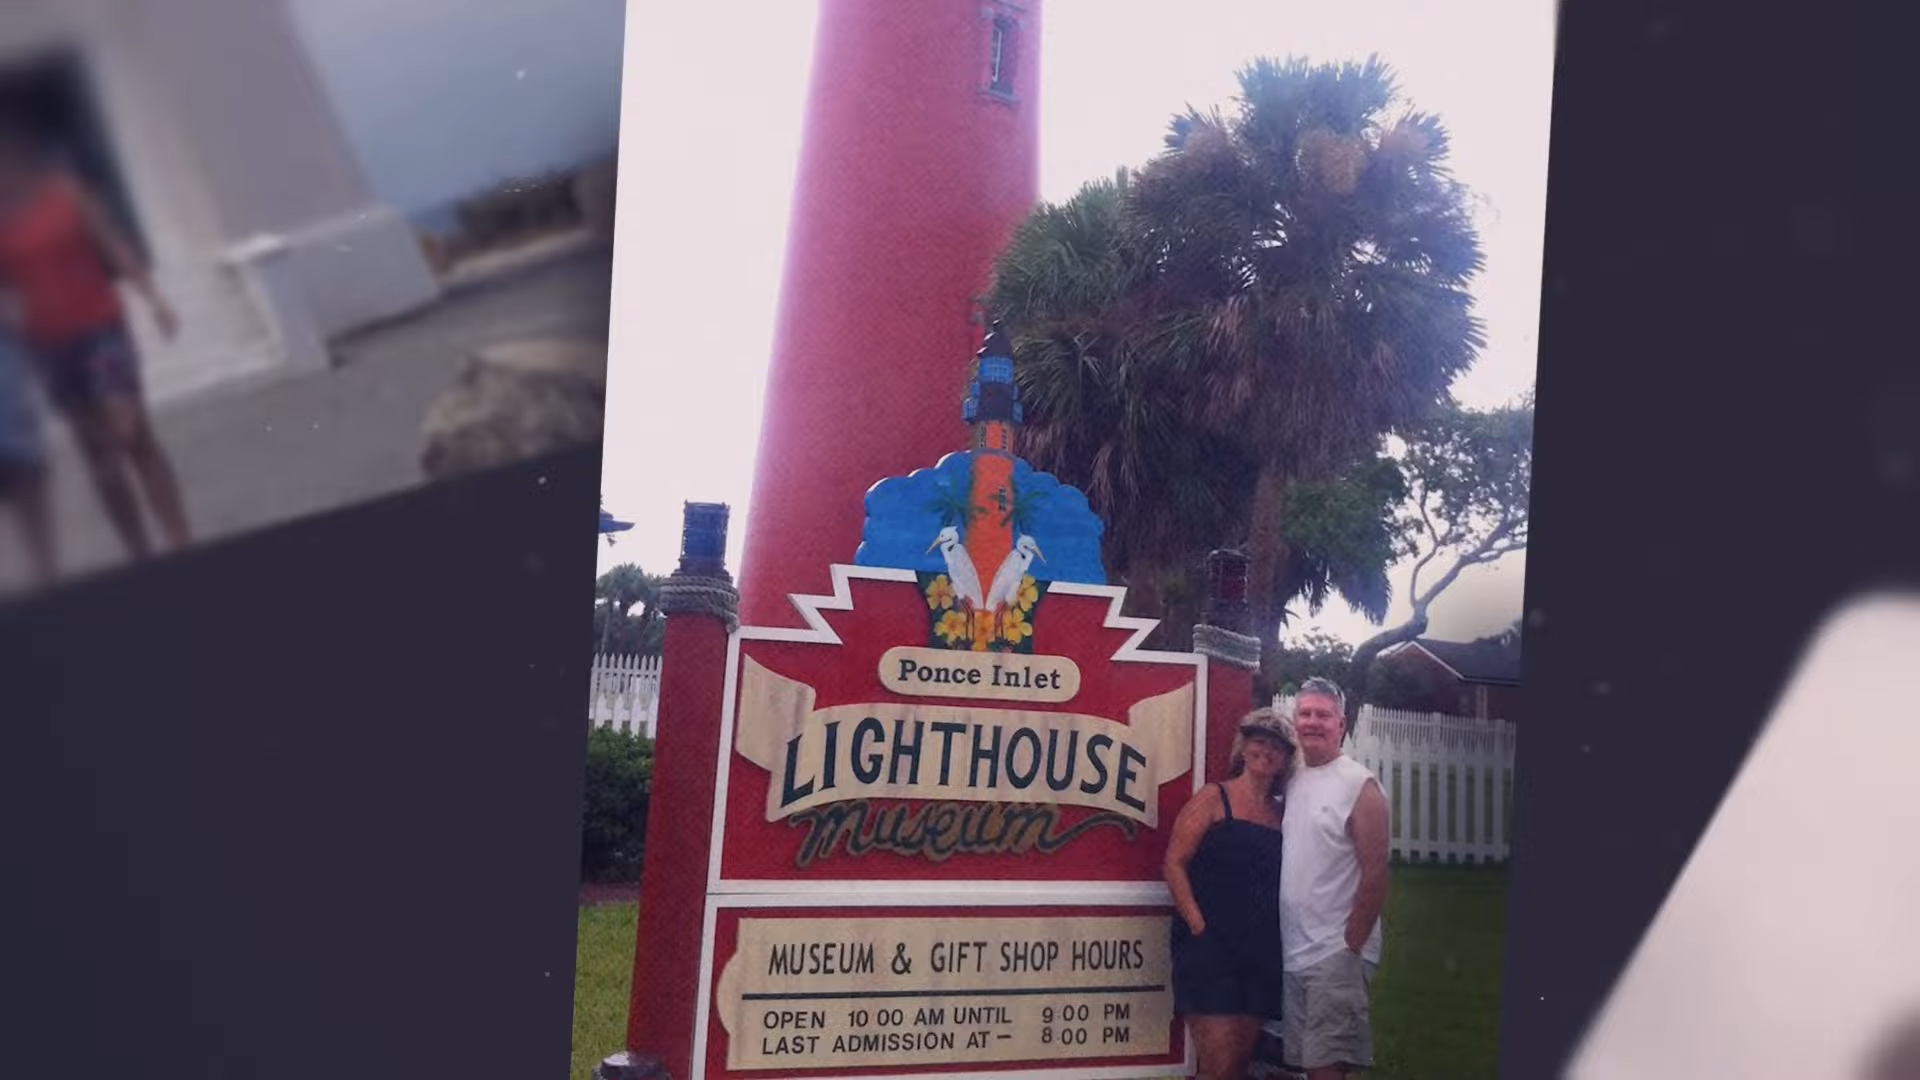 Ponce Inlet
LIGHTHOUSE
Museum
MUSEUM & GIFT SHOP HOURS
OPEN 10 00 AM UNTIL 9:00 PM
LAST ADMISSION AT – 8:00 PM